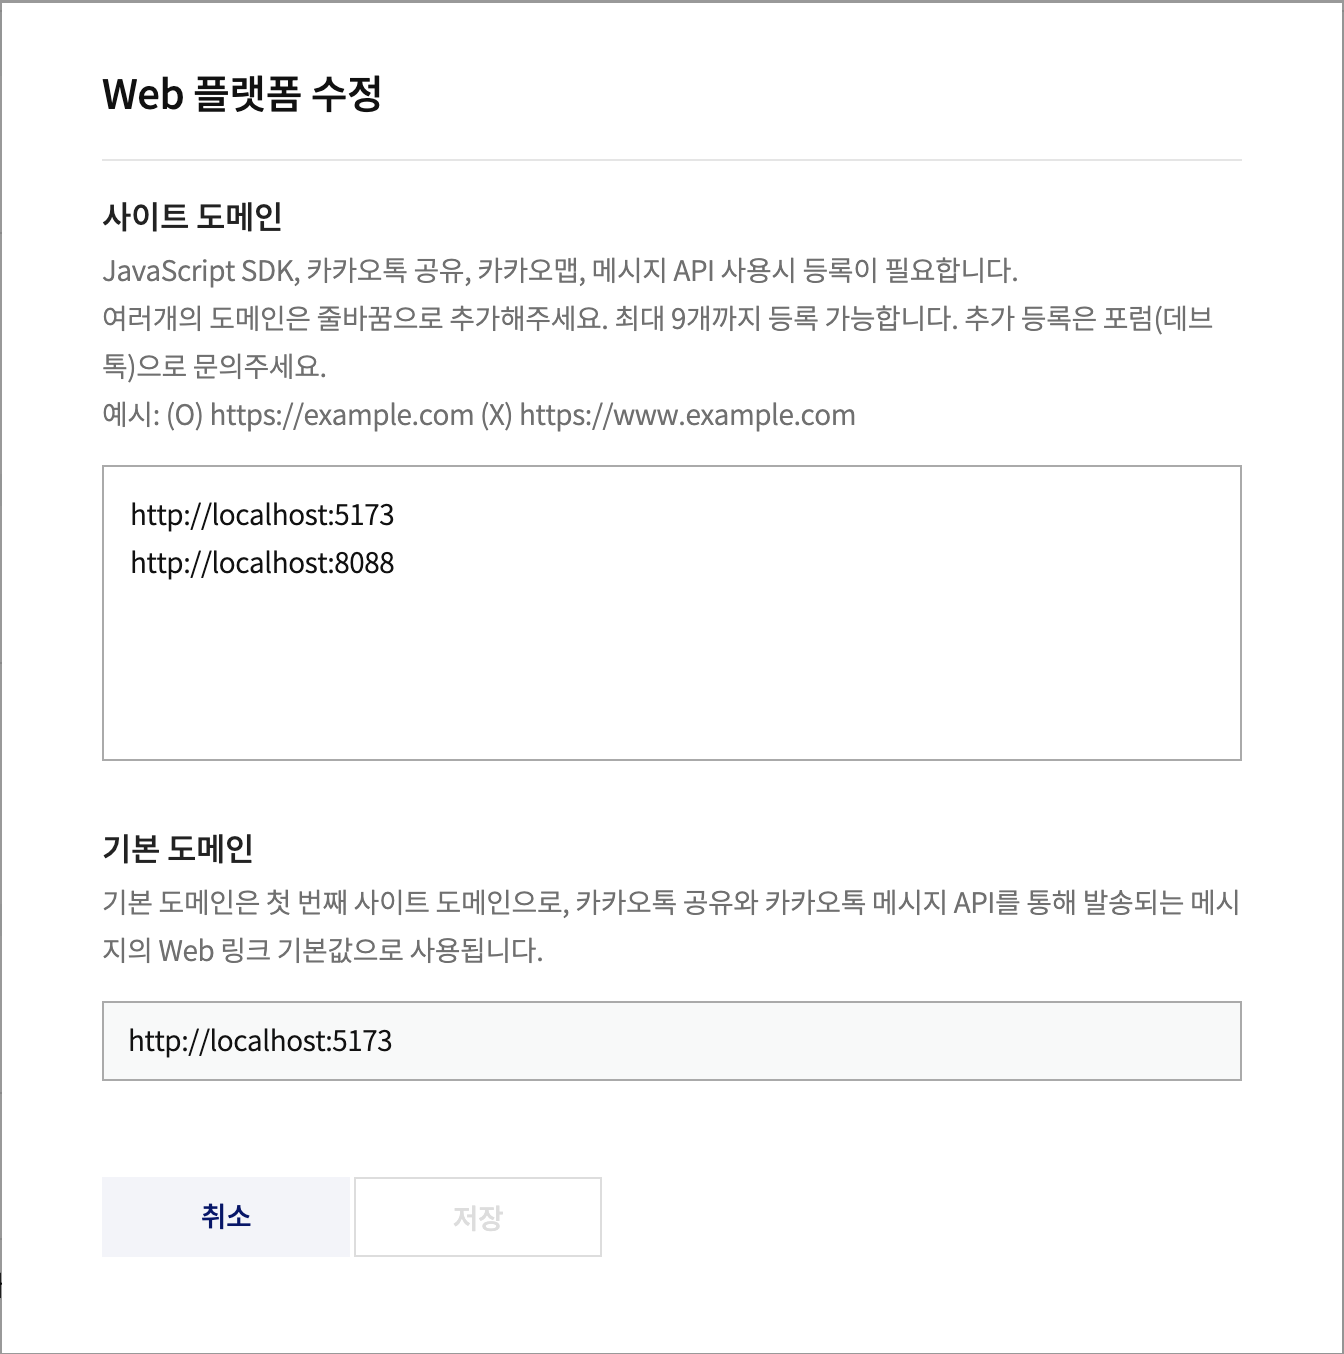 Web 플랫폼 수정
사이트 도메인
JavaScript SDK, 카카오톡 공유, 카카오맵, 메시지 API 사용시 등록이 필요합니다.
여러개의 도메인은 줄바꿈으로 추가해주세요. 최대 9개까지 등록 가능합니다. 추가 등록은 포럼(데브
톡)으로 문의주세요.
예시: (O) https://example.com (X) https://www.example.com
http://localhost:5173
http://localhost:8088
기본 도메인
기본 도메인은 첫 번째 사이트 도메인으로, 카카오톡 공유와 카카오톡 메시지 API를 통해 발송되는 메시
지의 Web 링크 기본값으로 사용됩니다.
http://localhost:5173
취소 저장